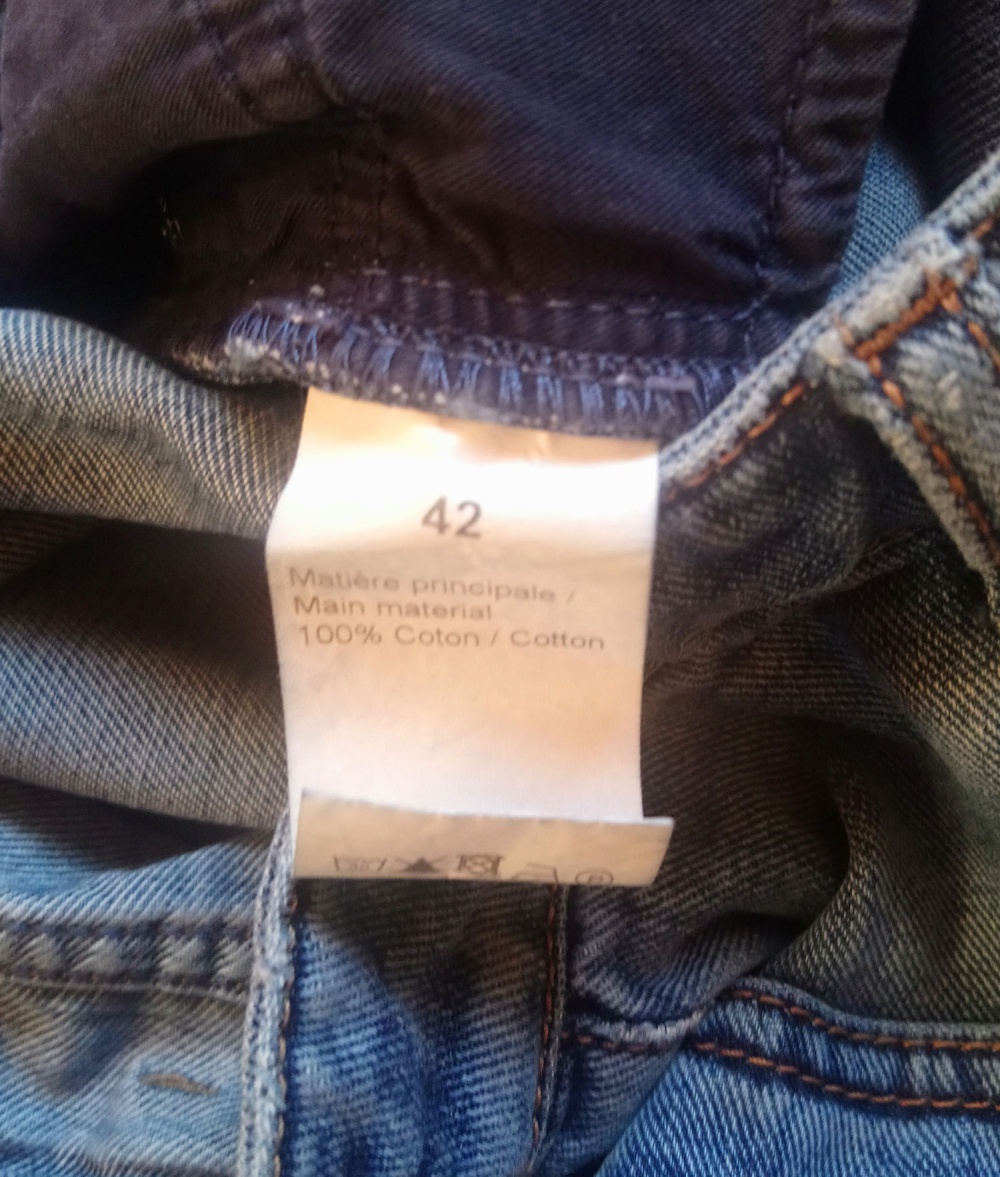 42
Matière principale /
Main material
100% Coton / Cotton